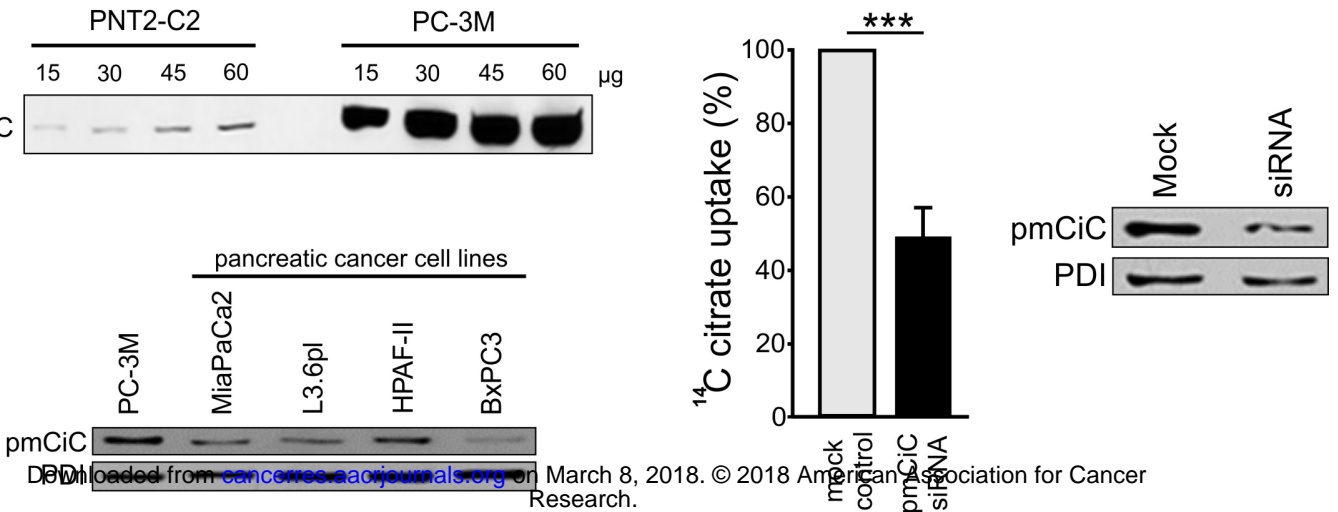 PNT2-C2
PC-3M
15 30 45 60 15 30 45 60 µg
C
pancreatic cancer cell lines
PC-3M
MiaPaCa2
L3.6pl
HPAF-II
BxPC3
pmCiC
PDI
***
¹⁴C citrate uptake (%)
100
80
60
40
20
0
mock control
pmCiC siRNA
Mock
siRNA
pmCiC
PDI
Downloaded from cancerres.aacrjournals.org on March 8, 2018. © 2018 American Association for Cancer
Research.